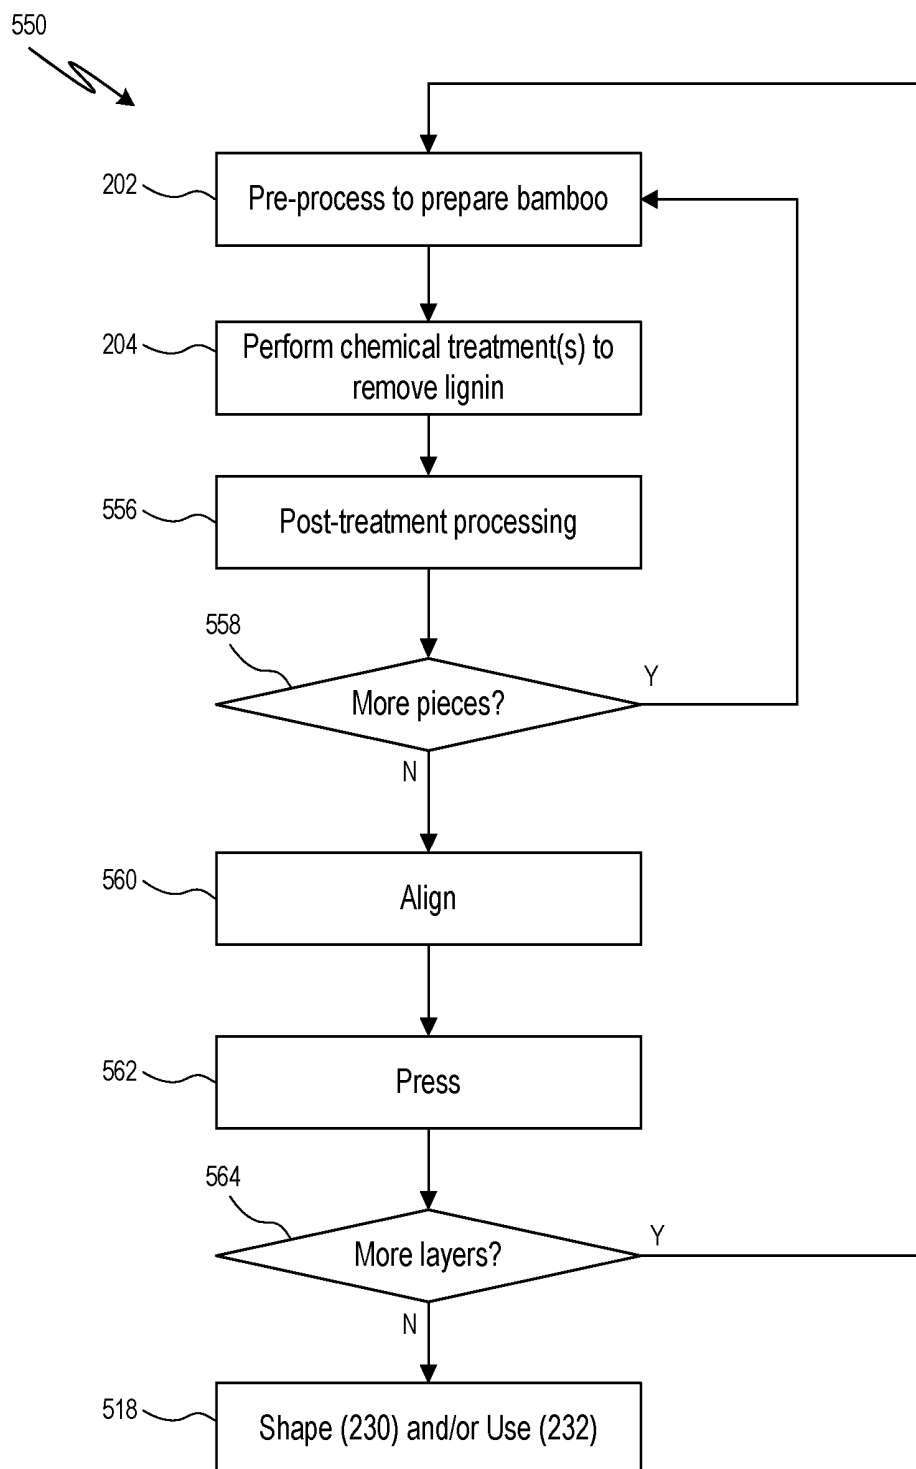 550
202
Pre-process to prepare bamboo
204
Perform chemical treatment(s) to
remove lignin
556
Post-treatment processing
558
More pieces?
Y
N
560
Align
562
Press
564
More layers?
Y
N
518
Shape (230) and/or Use (232)